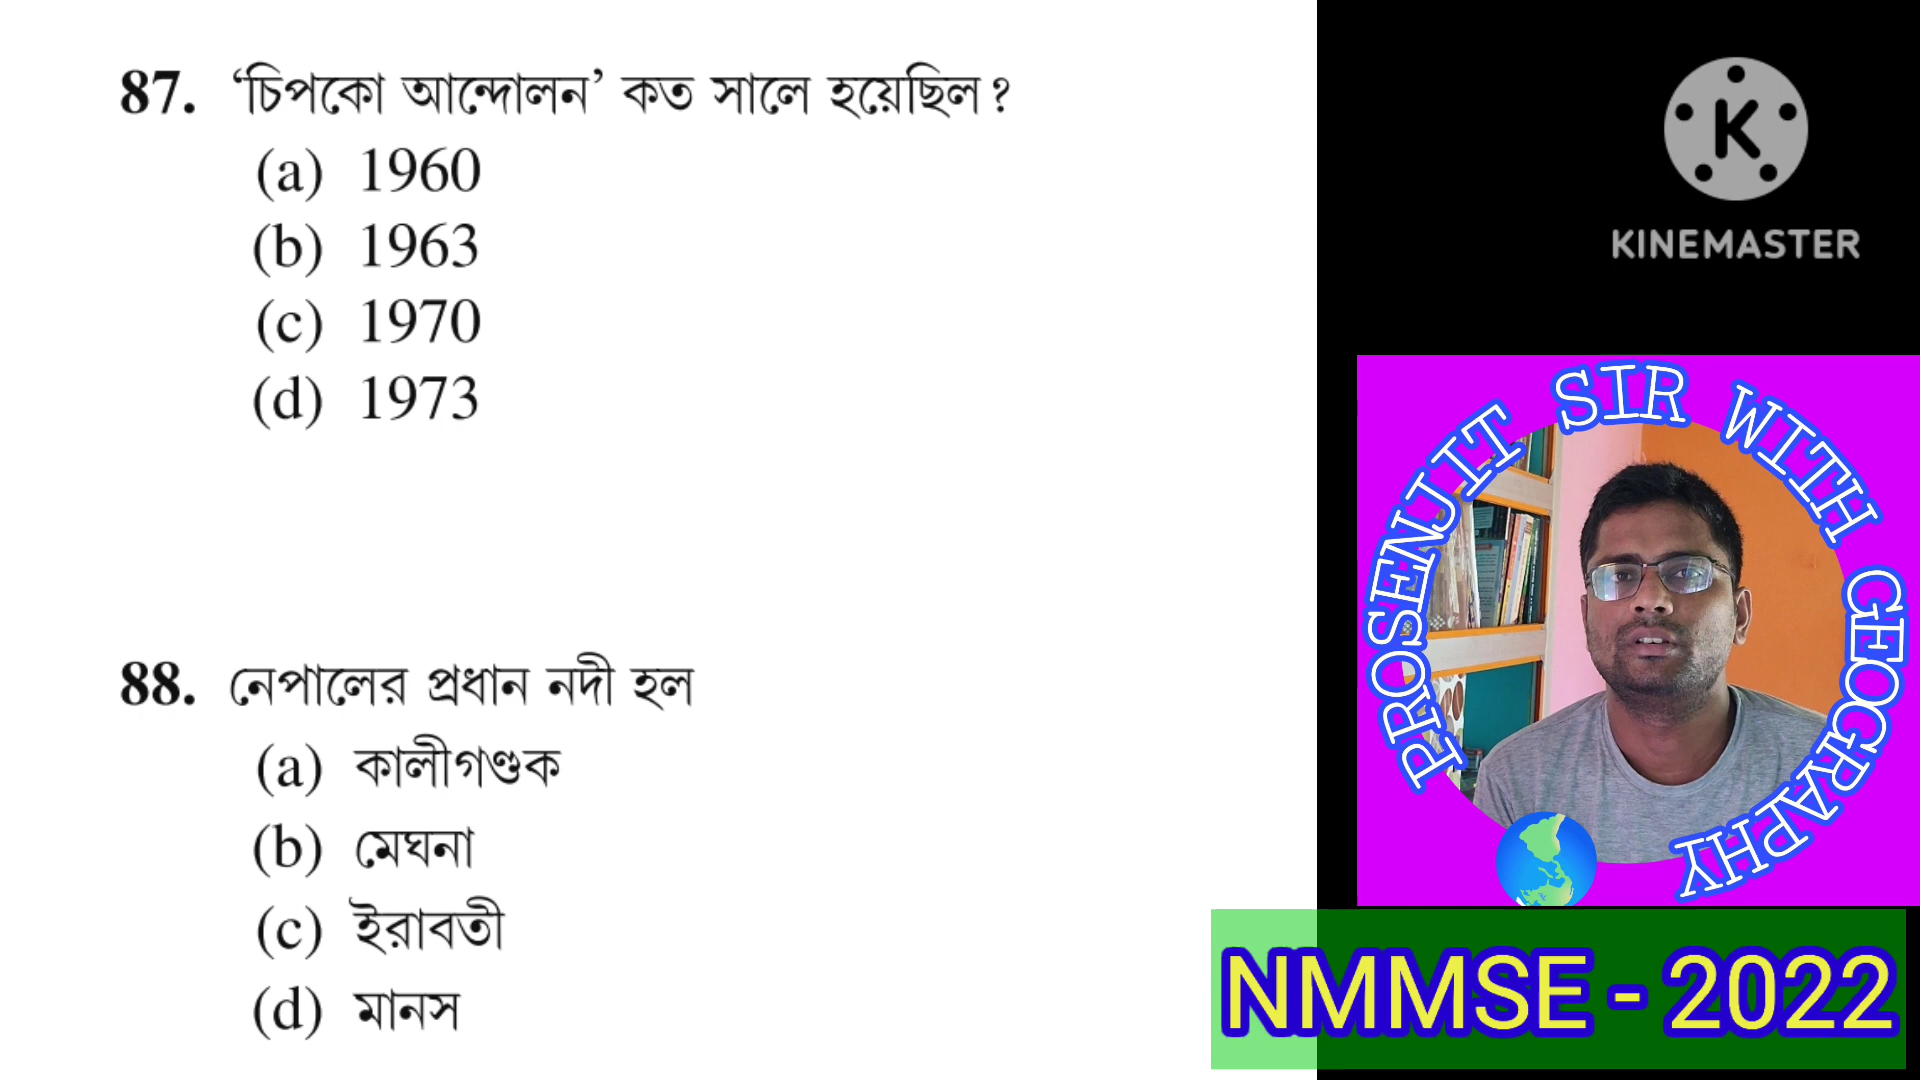 87. ‘চিপকো আন্দোলন’ কত সালে হয়েছিল?
(a) 1960
(b) 1963
(c) 1970
(d) 1973
88. নেপালের প্রধান নদী হল
(a) কালীগণ্ডক
(b) মেঘনা
(c) ইরাবতী
(d) মানস
K
KINEMASTER
PROSENJIT SIR WITH GEOGRAPHY
NMMSE - 2022